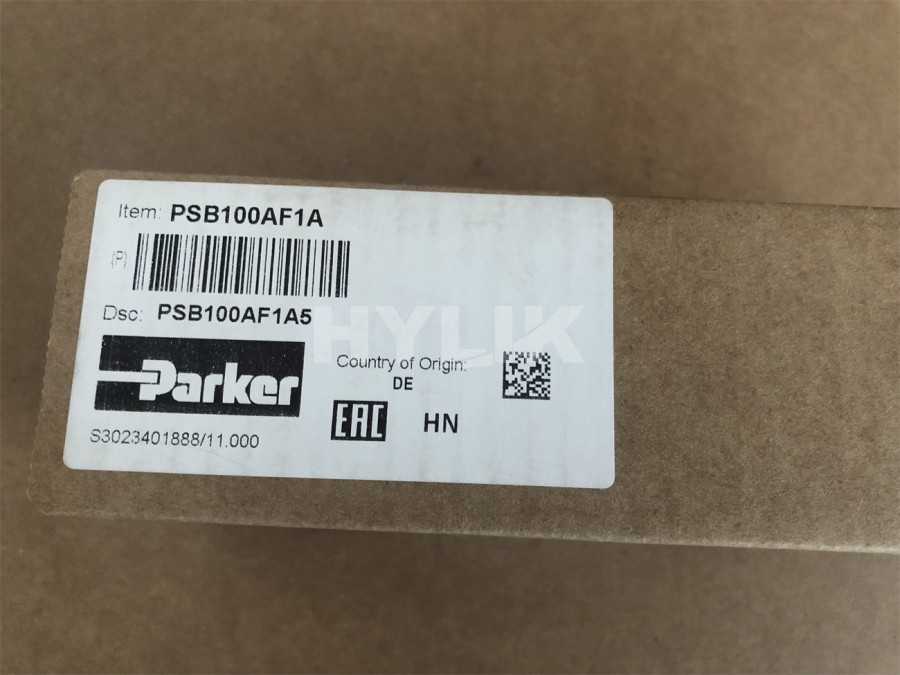 Item: PSB100AF1A
(P)
Dsc: PSB100AF1A5
HYLIK
Parker
Country of Origin:
DE
EAC
HN
S3023401888/11.000